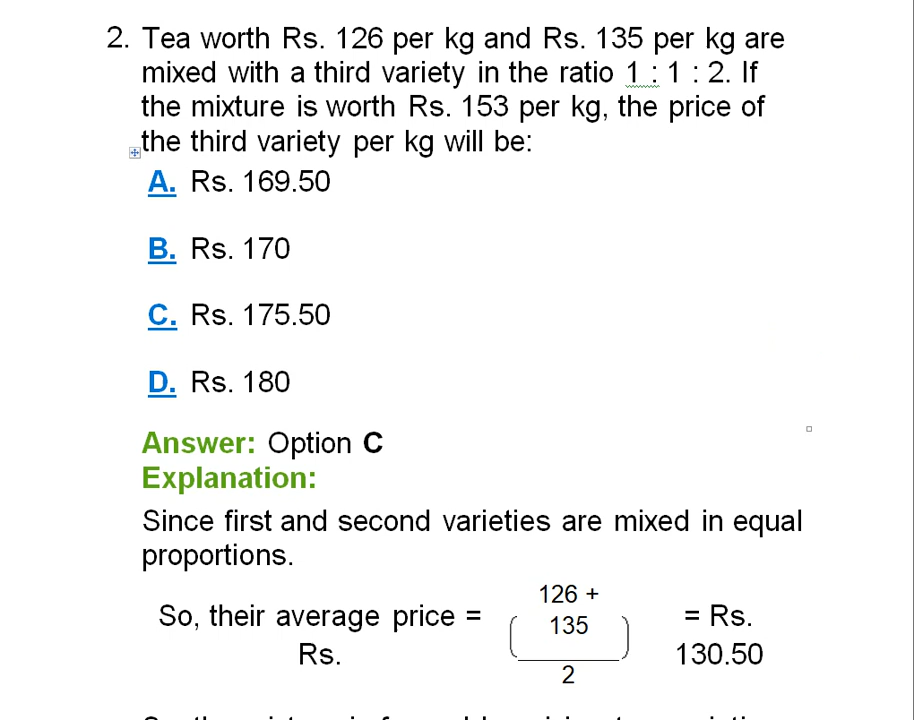 2. Tea worth Rs. 126 per kg and Rs. 135 per kg are
mixed with a third variety in the ratio 1 : 1 : 2. If
the mixture is worth Rs. 153 per kg, the price of
the third variety per kg will be:
A. Rs. 169.50
B. Rs. 170
C. Rs. 175.50
D. Rs. 180
Answer: Option C
Explanation:
Since first and second varieties are mixed in equal
proportions.
So, their average price =
Rs.
(
126 +
135
)
2
= Rs.
130.50